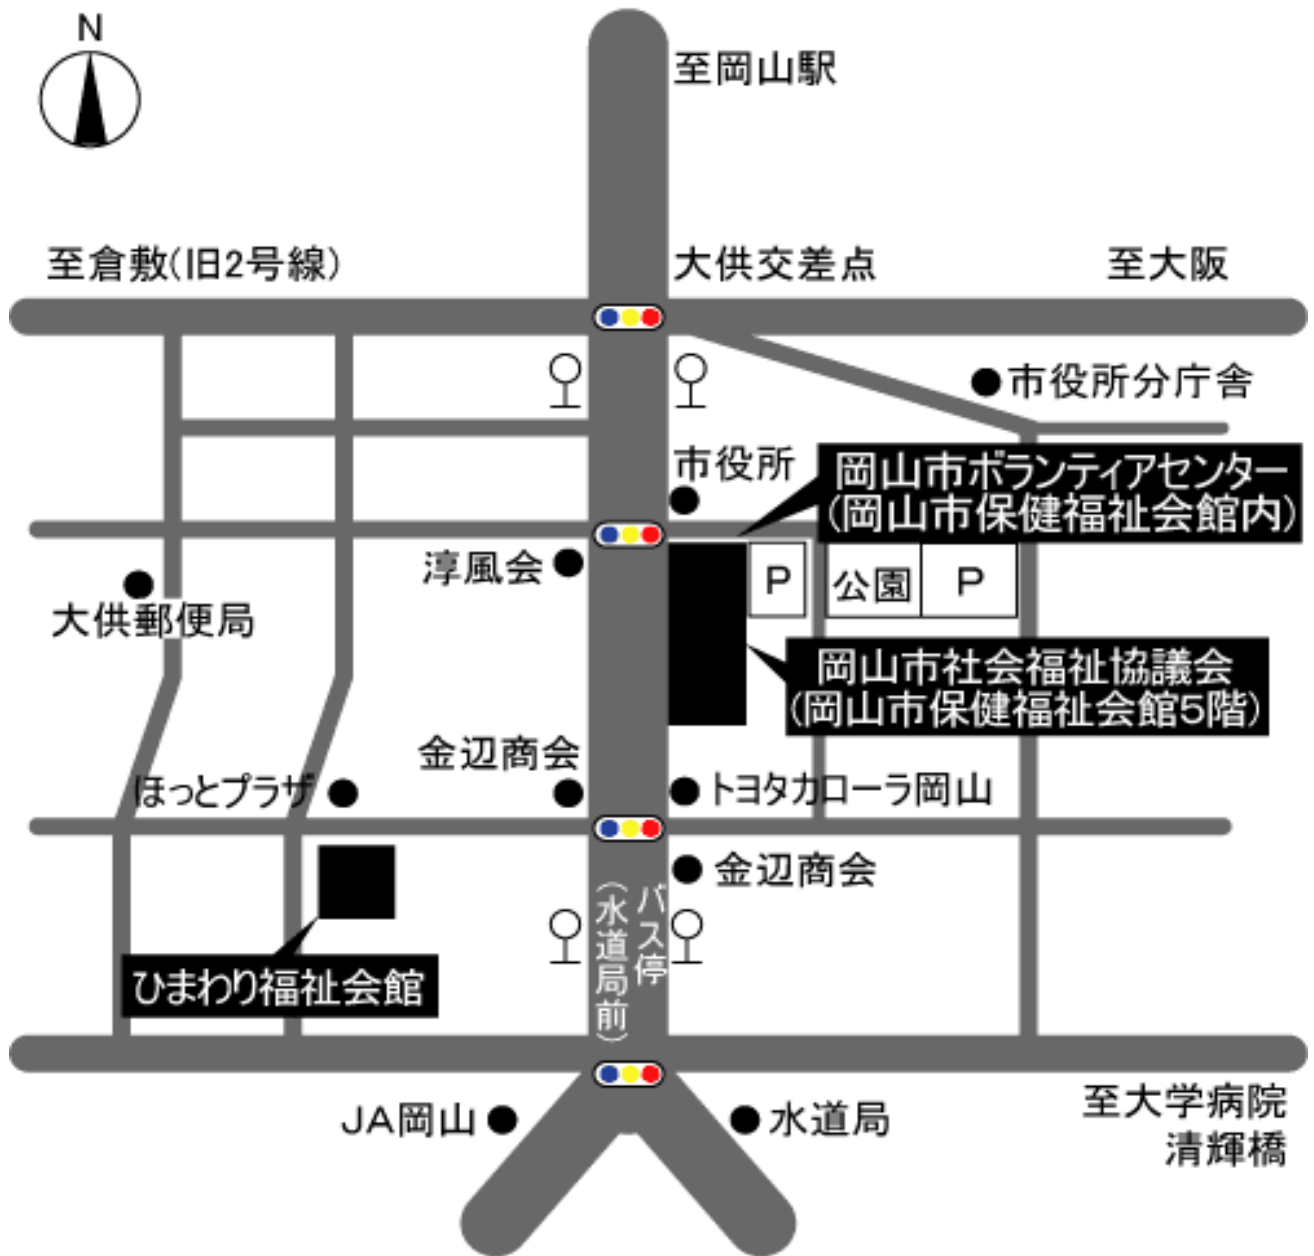 N
至岡山駅
至倉敷(旧2号線)
大供交差点
至大阪
市役所分庁舎
市役所
岡山市ボランティアセンター
(岡山市保健福祉会館内)
淳風会
P
公園
P
大供郵便局
岡山市社会福祉協議会
(岡山市保健福祉会館5階)
金辺商会
ほっとプラザ
トヨタカローラ岡山
金辺商会
バス停
(水道局前)
ひまわり福祉会館
JA岡山
水道局
至大学病院
清輝橋